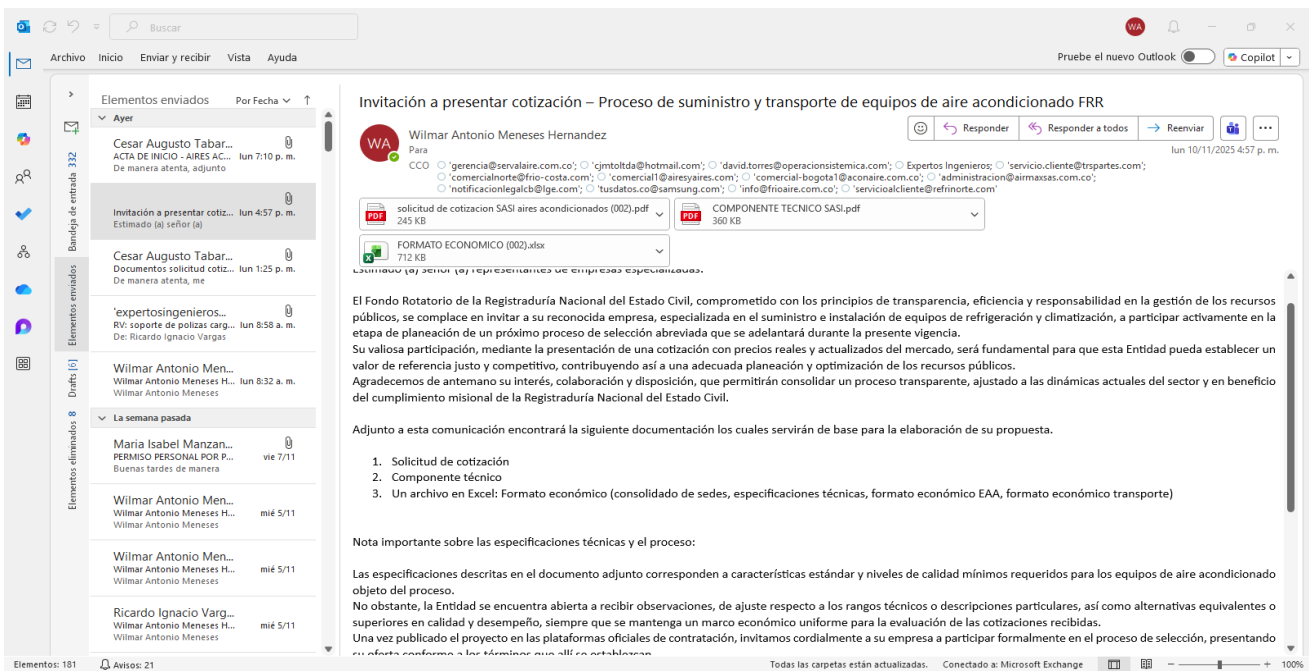 Buscar
WA
Archivo Inicio Enviar y recibir Vista Ayuda
Pruebe el nuevo Outlook
Copilot
Bandeja de entrada 332
Elementos enviados
Drafts [6]
Elementos eliminados 8
Elementos enviados Por Fecha
Ayer
Cesar Augusto Tabar...
ACTA DE INICIO - AIRES AC... lun 7:10 p. m.
De manera atenta, adjunto
Invitación a presentar cotiz... lun 4:57 p. m.
Estimado (a) señor (a)
Cesar Augusto Tabar...
Documentos solicitud cotiz... lun 1:25 p. m.
De manera atenta, me
'expertosingenieros...
RV: soporte de polizas carg... lun 8:58 a. m.
De: Ricardo Ignacio Vargas
Wilmar Antonio Men...
Wilmar Antonio Meneses H... lun 8:32 a. m.
Wilmar Antonio Meneses
La semana pasada
Maria Isabel Manzan...
PERMISO PERSONAL POR P... vie 7/11
Buenas tardes de manera
Wilmar Antonio Men...
Wilmar Antonio Meneses H... mié 5/11
Wilmar Antonio Meneses
Wilmar Antonio Men...
Wilmar Antonio Meneses H... mié 5/11
Wilmar Antonio Meneses
Ricardo Ignacio Varg...
Wilmar Antonio Meneses H... mié 5/11
Wilmar Antonio Meneses
Invitación a presentar cotización – Proceso de suministro y transporte de equipos de aire acondicionado FRR
WA
Wilmar Antonio Meneses Hernandez
Responder Responder a todos Reenviar
Para
lun 10/11/2025 4:57 p. m.
CCO 'gerencia@servalaire.com.co'; 'cjmtoltda@hotmail.com'; 'david.torres@operacionsistemica.com'; Expertos Ingenieros; 'servicio.cliente@trspartes.com';
'comercialnorte@frio-costa.com'; 'comercial1@airesyaires.com'; 'comercial-bogota1@aconaire.com.co'; 'administracion@airmaxsas.com.co';
'notificacionlegalcb@lge.com'; 'tusdatos.co@samsung.com'; 'info@frioaire.com.co'; 'servicioalcliente@refrinorte.com'
PDF solicitud de cotizacion SASI aires acondicionados (002).pdf
245 KB
PDF COMPONENTE TECNICO SASI.pdf
360 KB
FORMATO ECONOMICO (002).xlsx
712 KB
Estimado (a) señor (a) representantes de empresas especializadas.
El Fondo Rotatorio de la Registraduría Nacional del Estado Civil, comprometido con los principios de transparencia, eficiencia y responsabilidad en la gestión de los recursos
públicos, se complace en invitar a su reconocida empresa, especializada en el suministro e instalación de equipos de refrigeración y climatización, a participar activamente en la
etapa de planeación de un próximo proceso de selección abreviada que se adelantará durante la presente vigencia.
Su valiosa participación, mediante la presentación de una cotización con precios reales y actualizados del mercado, será fundamental para que esta Entidad pueda establecer un
valor de referencia justo y competitivo, contribuyendo así a una adecuada planeación y optimización de los recursos públicos.
Agradecemos de antemano su interés, colaboración y disposición, que permitirán consolidar un proceso transparente, ajustado a las dinámicas actuales del sector y en beneficio
del cumplimiento misional de la Registraduría Nacional del Estado Civil.
Adjunto a esta comunicación encontrará la siguiente documentación los cuales servirán de base para la elaboración de su propuesta.
1. Solicitud de cotización
2. Componente técnico
3. Un archivo en Excel: Formato económico (consolidado de sedes, especificaciones técnicas, formato económico EAA, formato económico transporte)
Nota importante sobre las especificaciones técnicas y el proceso:
Las especificaciones descritas en el documento adjunto corresponden a características estándar y niveles de calidad mínimos requeridos para los equipos de aire acondicionado
objeto del proceso.
No obstante, la Entidad se encuentra abierta a recibir observaciones, de ajuste respecto a los rangos técnicos o descripciones particulares, así como alternativas equivalentes o
superiores en calidad y desempeño, siempre que se mantenga un marco económico uniforme para la evaluación de las cotizaciones recibidas.
Una vez publicado el proyecto en las plataformas oficiales de contratación, invitamos cordialmente a su empresa a participar formalmente en el proceso de selección, presentando
su oferta conforme a los términos que allí se establezcan.
Elementos: 181 Avisos: 21
Todas las carpetas están actualizadas. Conectado a: Microsoft Exchange
100%